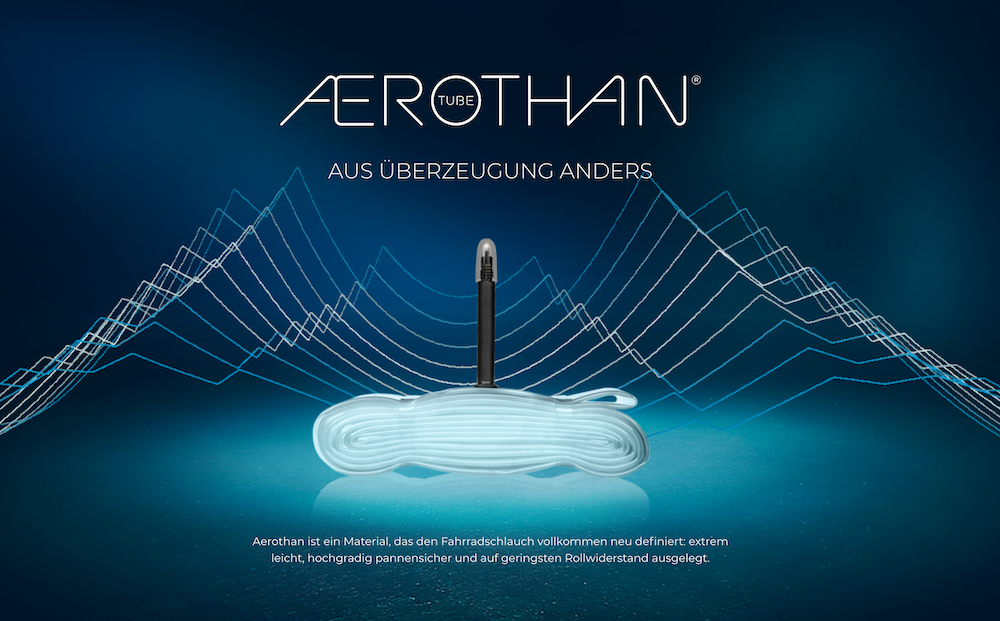 ÆROTHAN®
TUBE
AUS ÜBERZEUGUNG ANDERS
Aerothan ist ein Material, das den Fahrradschlauch vollkommen neu definiert: extrem
leicht, hochgradig pannensicher und auf geringsten Rollwiderstand ausgelegt.